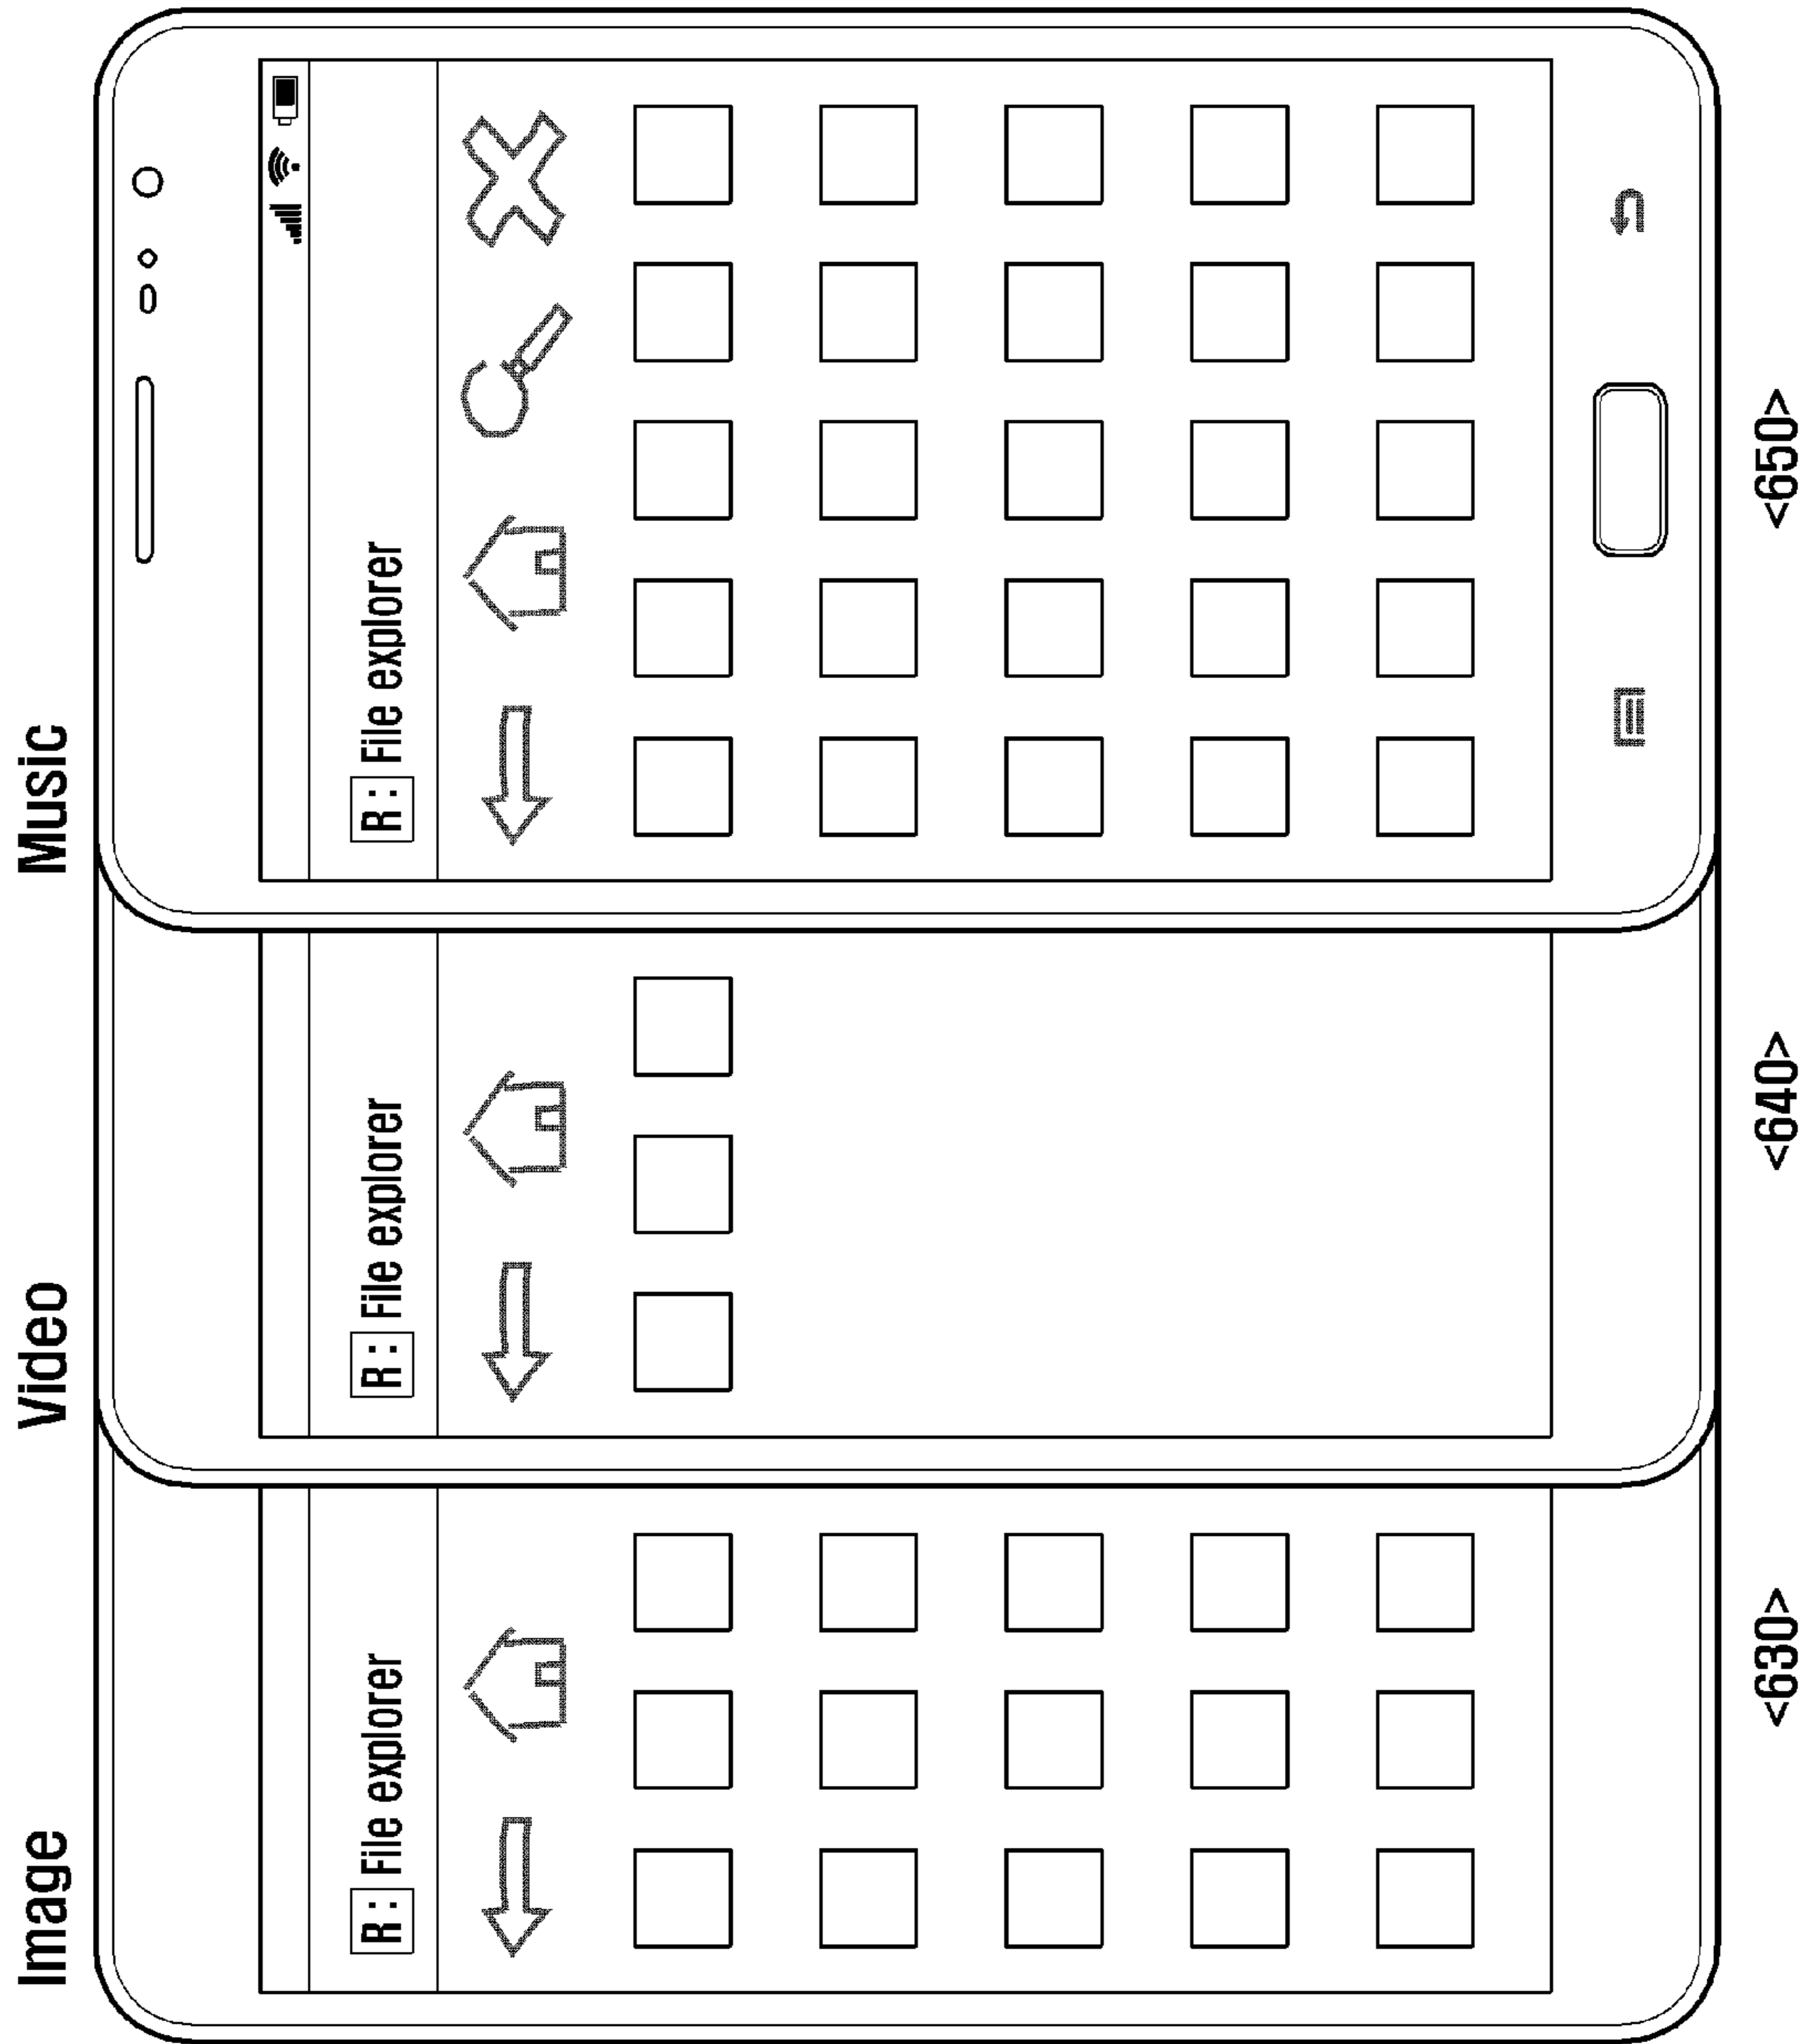 Image
Video
Music
R: File explorer
R: File explorer
R: File explorer
<630>
<640>
<650>